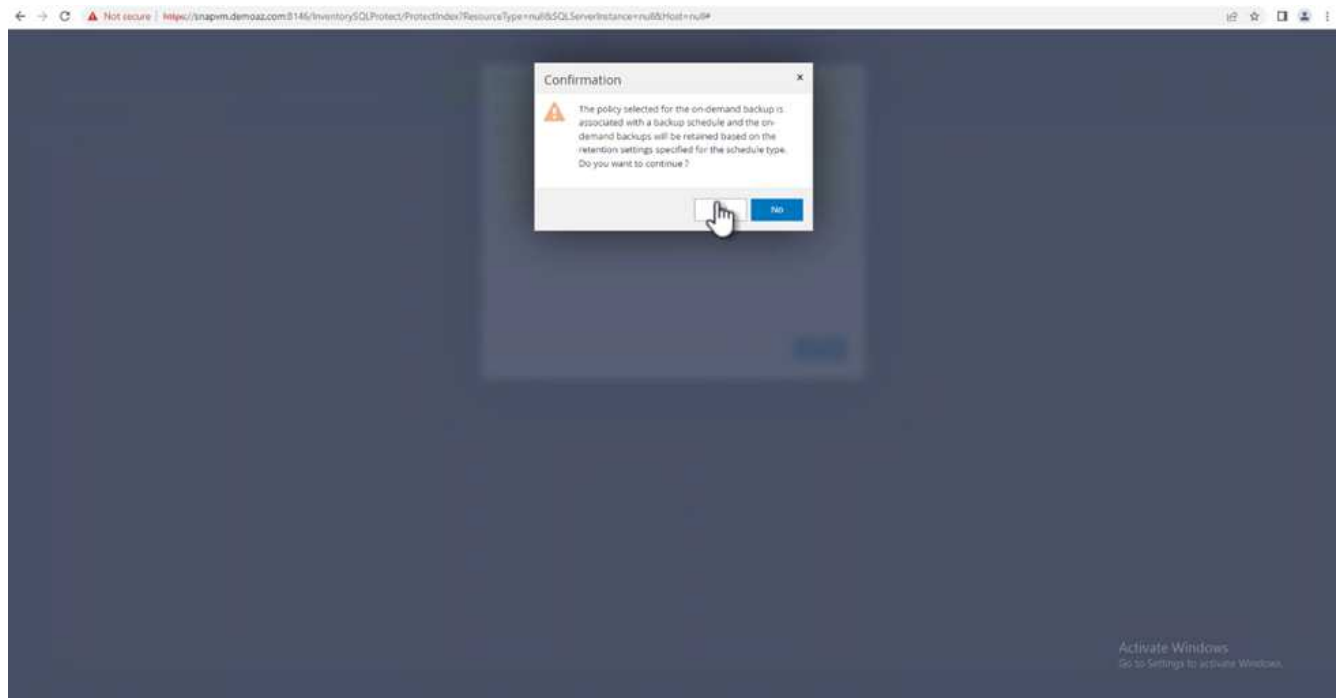 Not secure
https://snapvm.demoaz.com:8146/InventorySQLProtect/ProtectIndex?ResourceType=null&SQLServerInstance=null&Host=null#
Confirmation
The policy selected for the on-demand backup is
associated with a backup schedule and the on-
demand backups will be retained based on the
retention settings specified for the schedule type.
Do you want to continue ?
No
Activate Windows
Go to Settings to activate Windows.